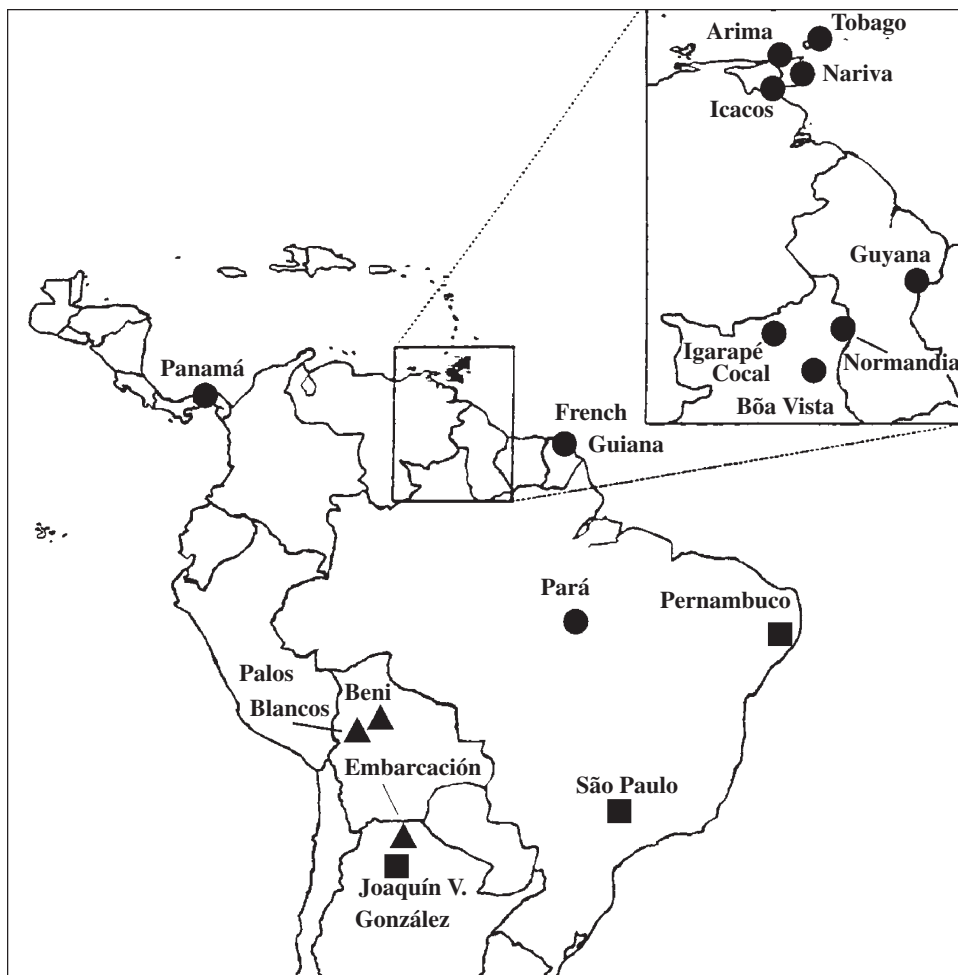 Tobago
Arima
Nariva
Icacos
Guyana
Igarapé
Cocal
Normandia
Bõa Vista
Panamá
French
Guiana
Pará
Pernambuco
Palos
Blancos
Beni
Embarcación
São Paulo
Joaquín V.
González